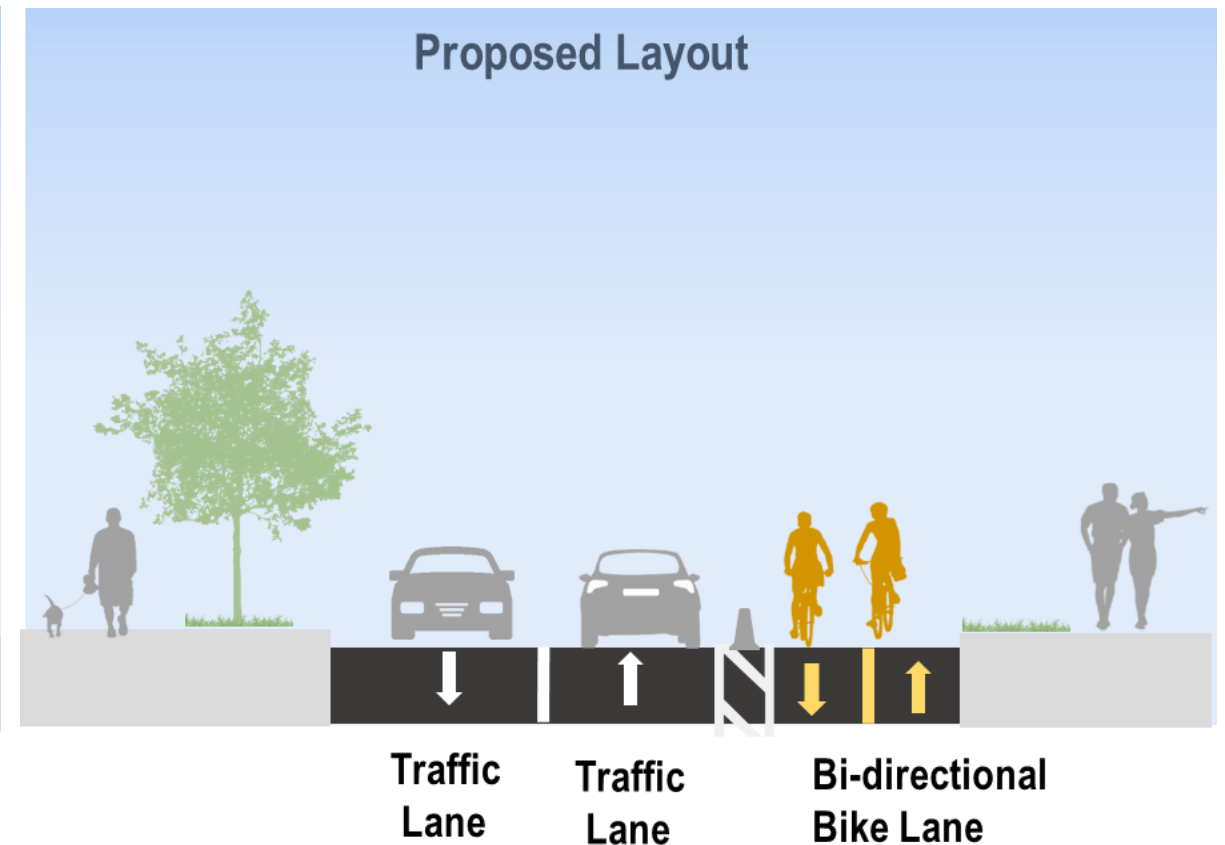 Proposed Layout
Traffic
Lane
Traffic
Lane
Bi-directional
Bike Lane